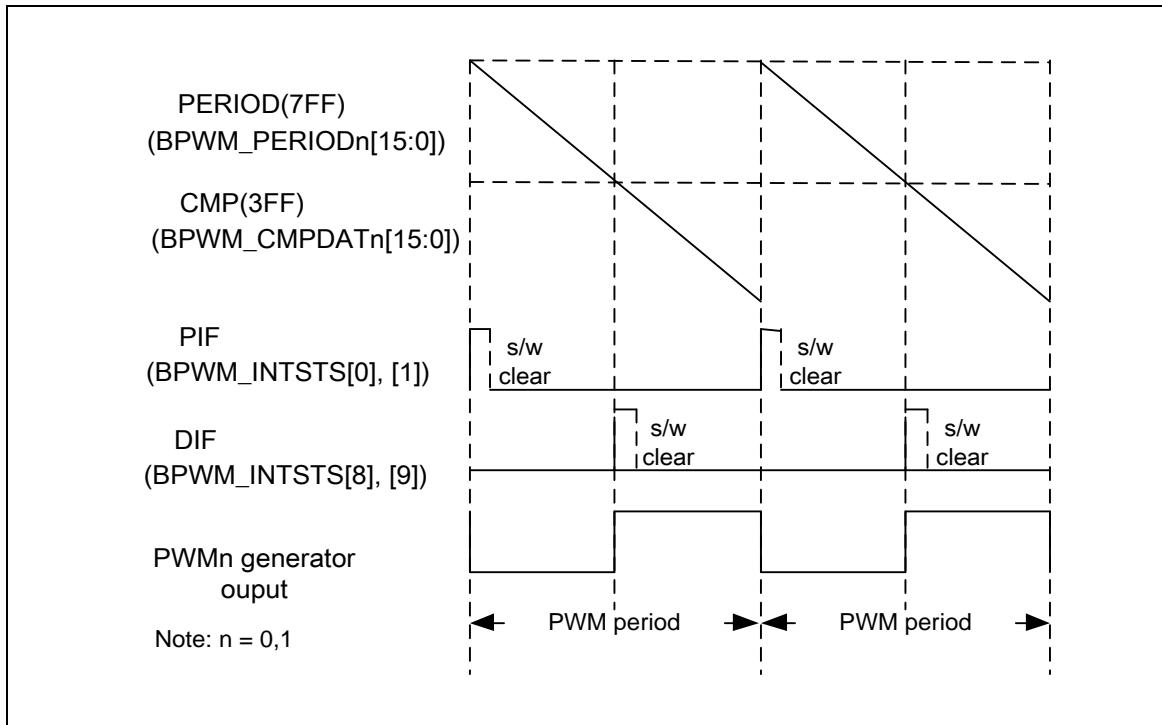 PERIOD(7FF)
(BPWM_PERIODn[15:0])
CMP(3FF)
(BPWM_CMPDATn[15:0])
PIF
(BPWM_INTSTS[0], [1])
s/w
clear
s/w
clear
DIF
(BPWM_INTSTS[8], [9])
s/w
clear
s/w
clear
PWMn generator
ouput
PWM period
PWM period
Note: n = 0,1